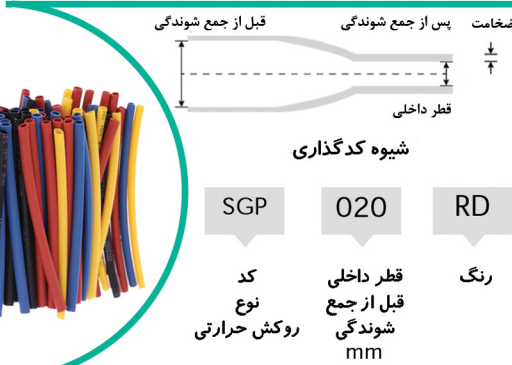 ضخامت
پس از جمع شوندگی
قبل از جمع شوندگی
قطر داخلی
شیوه کدگذاری
SGP
020
RD
کد
نوع
روکش حرارتی
قطر داخلی
قبل از جمع
شوندگی
mm
رنگ